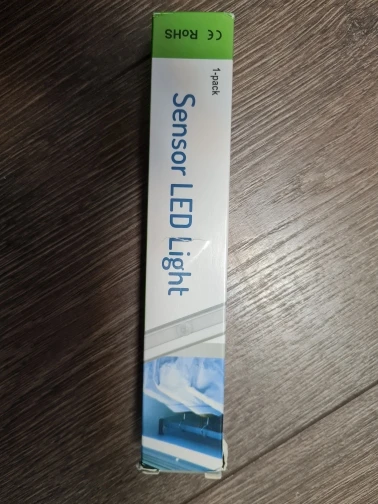 CE RoHS
1-pack
Sensor LED Light